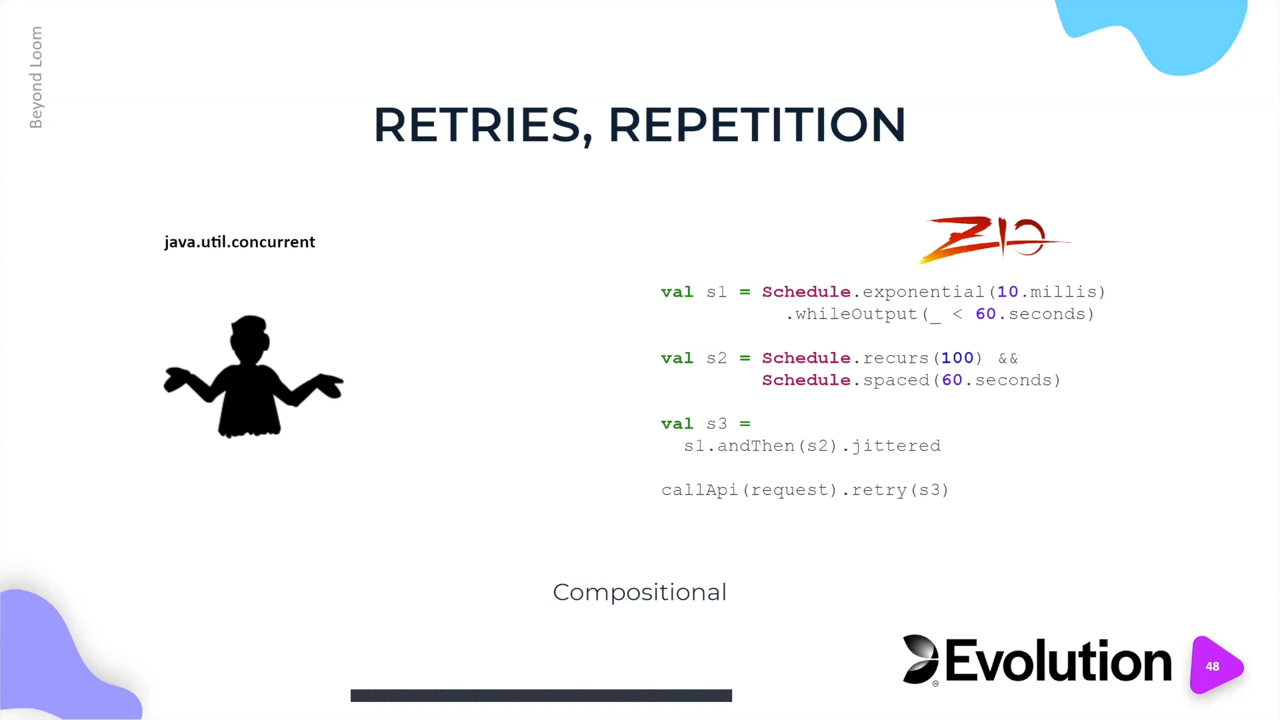 Beyond Loom
RETRIES, REPETITION
java.util.concurrent
ZIO
val s1 = Schedule.exponential(10.millis)
.whileOutput(_ < 60.seconds)
val s2 = Schedule.recurs(100) &&
Schedule.spaced(60.seconds)
val s3 =
s1.andThen(s2).jittered
callApi(request).retry(s3)
Compositional
Evolution
48